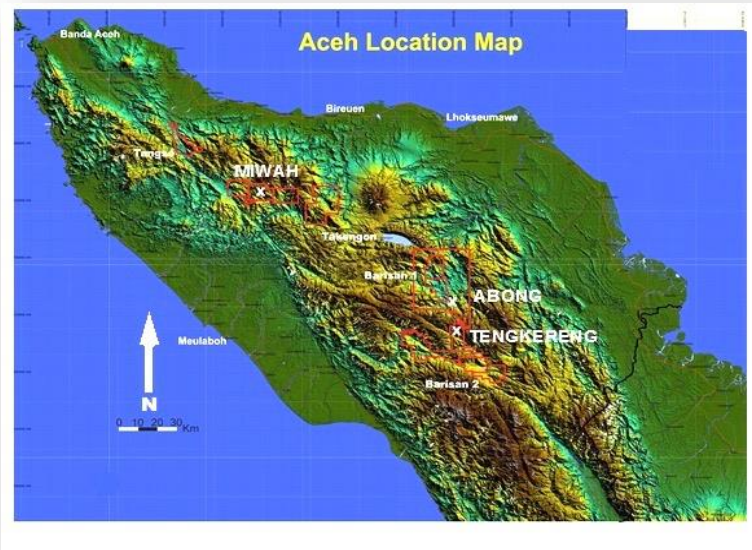 Banda Aceh
Aceh Location Map
Bireuen
Lhokseumawe
Tangse
MIWAH
Takengon
Barisan 1
ABONG
TENGKERENG
Meulaboh
Barisan 2
N
0 10 20 30 Km